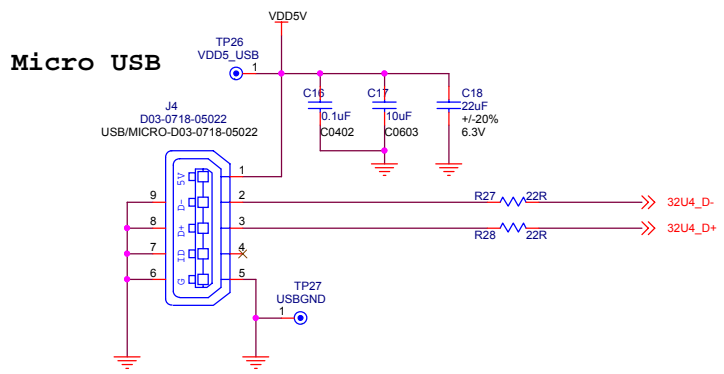 VDD5V
TP26
VDD5_USB
1
Micro USB
J4
D03-0718-05022
USB/MICRO-D03-0718-05022
C16
0.1uF
C0402
C17
10uF
C0603
C18
22uF
+/-20%
6.3V
5V
D-
D+
ID
G
1
2
3
4
5
9
8
7
6
R27
22R
32U4_D-
R28
22R
32U4_D+
TP27
USBGND
1